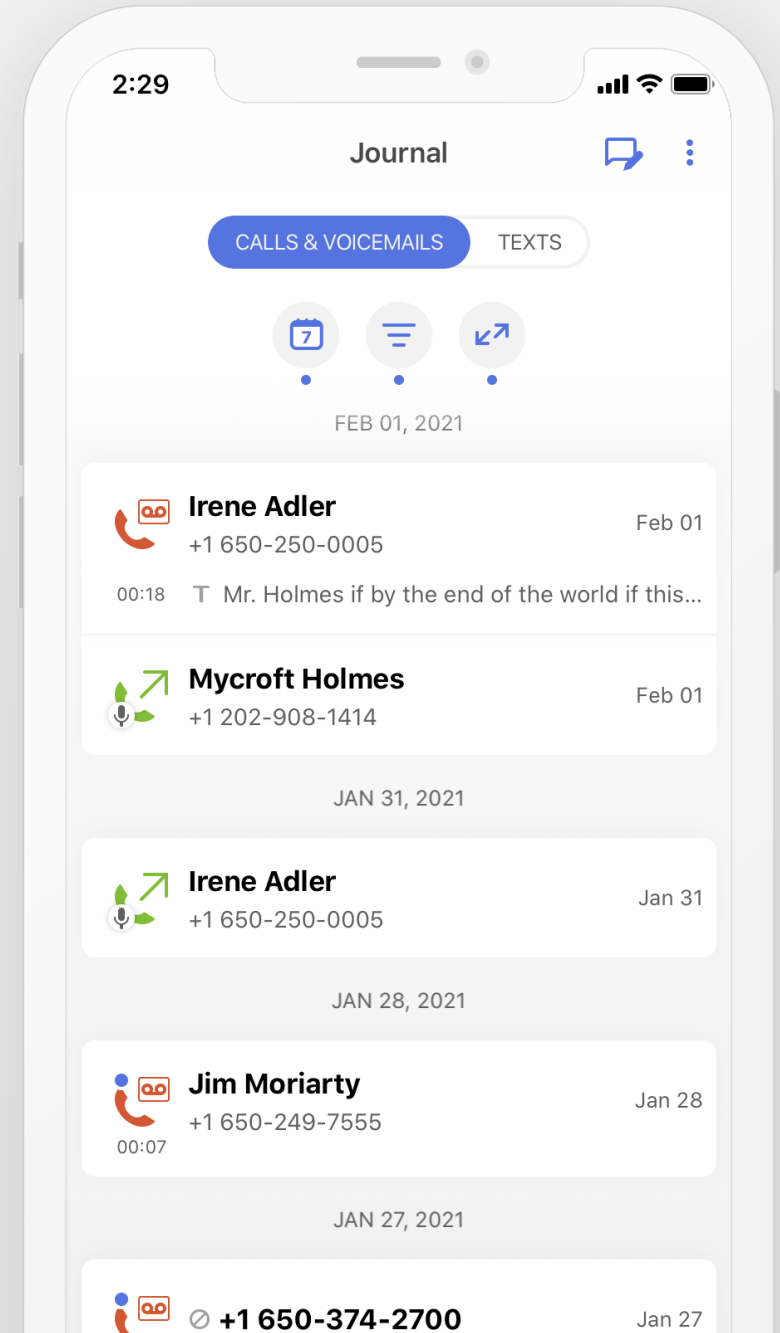 2:29
Journal
CALLS & VOICEMAILS TEXTS
7
FEB 01, 2021
Irene Adler
Feb 01
+1 650-250-0005
00:18 T Mr. Holmes if by the end of the world if this...
Mycroft Holmes
Feb 01
+1 202-908-1414
JAN 31, 2021
Irene Adler
Jan 31
+1 650-250-0005
JAN 28, 2021
Jim Moriarty
Jan 28
+1 650-249-7555
00:07
JAN 27, 2021
+1 650-374-2700 Jan 27